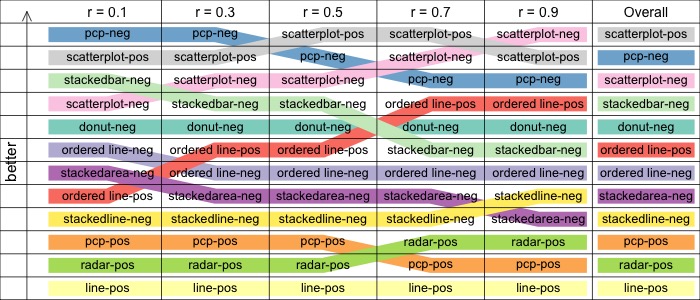 r = 0.1 r = 0.3 r = 0.5 r = 0.7 r = 0.9 Overall
pcp-neg pcp-neg scatterplot-pos scatterplot-pos scatterplot-neg scatterplot-pos
scatterplot-pos scatterplot-pos pcp-neg scatterplot-neg scatterplot-pos pcp-neg
stackedbar-neg scatterplot-neg scatterplot-neg pcp-neg pcp-neg scatterplot-neg
scatterplot-neg stackedbar-neg stackedbar-neg ordered line-pos ordered line-pos stackedbar-neg
donut-neg donut-neg donut-neg donut-neg donut-neg donut-neg
ordered line-neg ordered line-pos ordered line-pos stackedbar-neg stackedbar-neg ordered line-pos
stackedarea-neg ordered line-neg ordered line-neg ordered line-neg ordered line-neg ordered line-neg
ordered line-pos stackedarea-neg stackedarea-neg stackedarea-neg stackedline-neg stackedarea-neg
stackedline-neg stackedline-neg stackedline-neg stackedline-neg stackedarea-neg stackedline-neg
pcp-pos pcp-pos pcp-pos radar-pos radar-pos pcp-pos
radar-pos radar-pos radar-pos pcp-pos pcp-pos radar-pos
line-pos line-pos line-pos line-pos line-pos line-pos
better